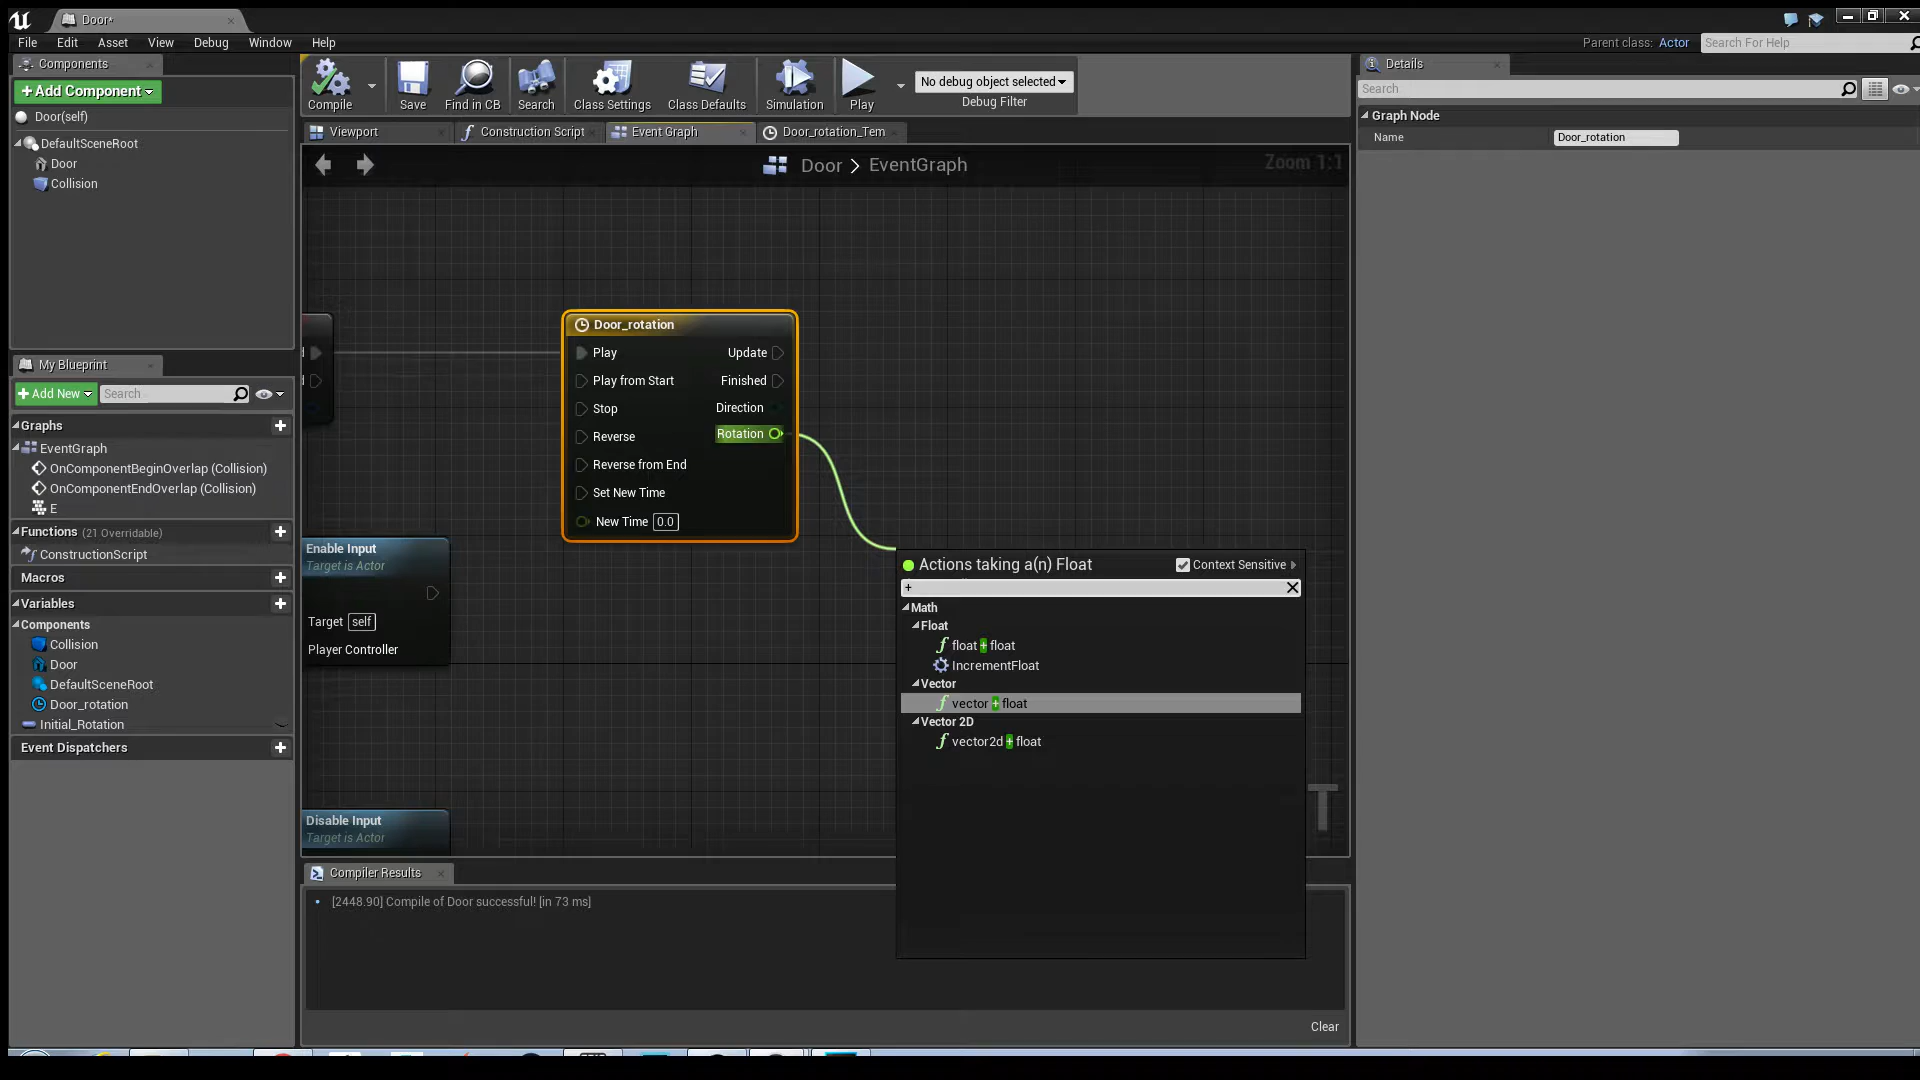 Door*
File Edit Asset View Debug Window Help
Parent class: Actor
Search For Help
Components
+Add Component
Door(self)
DefaultSceneRoot
Door
Collision
Compile
Save
Find in CB
Search
Class Settings
Class Defaults
Simulation
Play
No debug object selected
Debug Filter
Viewport
Construction Script
Event Graph
Door_rotation_Tem
Door > EventGraph
Zoom 1:1
My Blueprint
+Add New
Search
Graphs
EventGraph
OnComponentBeginOverlap (Collision)
OnComponentEndOverlap (Collision)
E
Functions (21 Overridable)
ConstructionScript
Macros
Variables
Components
Collision
Door
DefaultSceneRoot
Door_rotation
Initial_Rotation
Event Dispatchers
Door_rotation
Play Update
Play from Start Finished
Stop Direction
Reverse Rotation
Reverse from End
Set New Time
New Time 0.0
Enable Input
Target is Actor
Target self
Player Controller
Disable Input
Target is Actor
Actions taking a(n) Float
Context Sensitive
+
Math
Float
float + float
IncrementFloat
Vector
vector + float
Vector 2D
vector2d + float
Compiler Results
[2448.90] Compile of Door successful! [in 73 ms]
Clear
Details
Search
Graph Node
Name Door_rotation